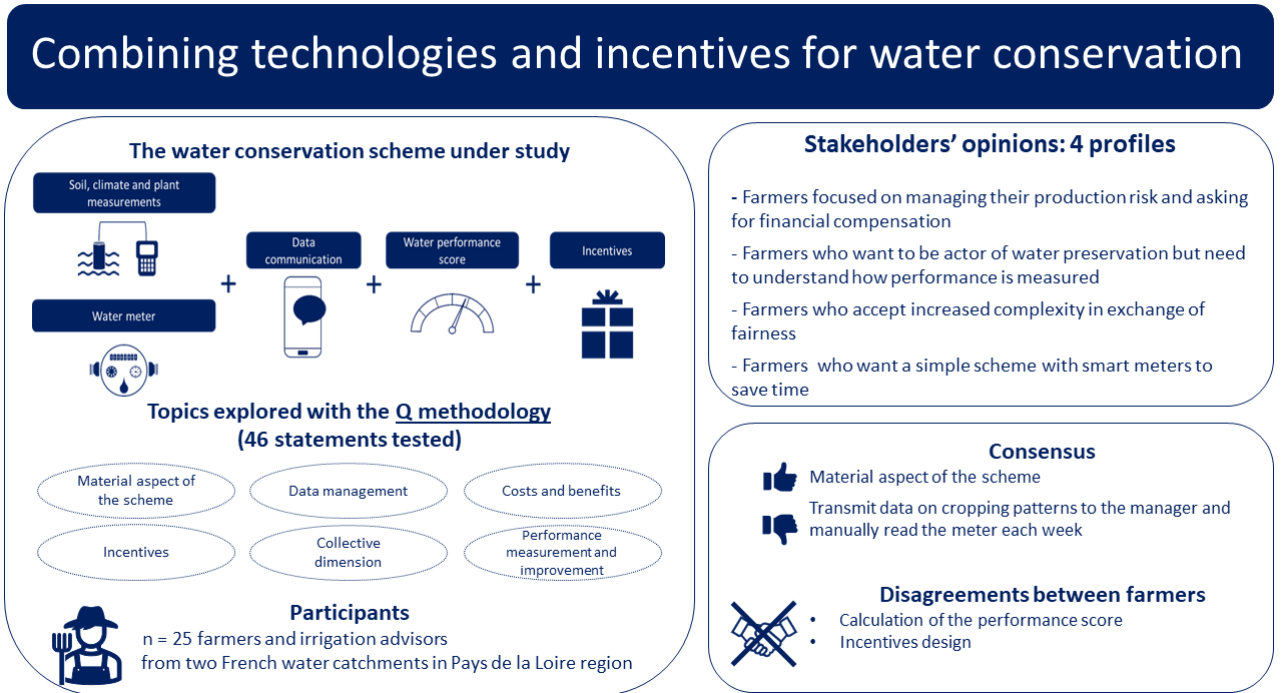 Combining technologies and incentives for water conservation
The water conservation scheme under study
Soil, climate and plant
measurements
Water meter
+
Data
communication
+
Water performance
score
+
Incentives
Topics explored with the Q methodology
(46 statements tested)
Material aspect of
the scheme
Data management
Costs and benefits
Incentives
Collective
dimension
Performance
measurement and
improvement
Participants
n = 25 farmers and irrigation advisors
from two French water catchments in Pays de la Loire region
Stakeholders’ opinions: 4 profiles
- Farmers focused on managing their production risk and asking
for financial compensation
- Farmers who want to be actor of water preservation but need
to understand how performance is measured
- Farmers who accept increased complexity in exchange of
fairness
- Farmers who want a simple scheme with smart meters to
save time
Consensus
Material aspect of the scheme
Transmit data on cropping patterns to the manager and
manually read the meter each week
Disagreements between farmers
• Calculation of the performance score
• Incentives design